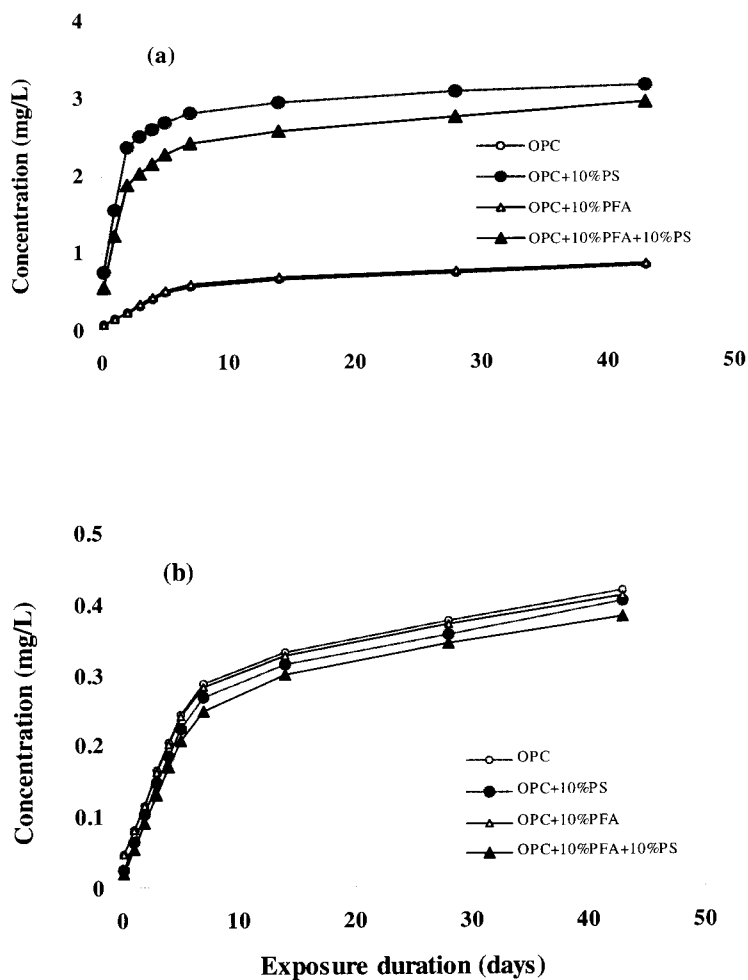 4
(a)
3
Concentration (mg/L)
OPC
OPC+10%PS
2
OPC+10%PFA
OPC+10%PFA+10%PS
1
0
0 10 20 30 40 50
0.5
(b)
0.4
Concentration (mg/L)
0.3
0.2
OPC
OPC+10%PS
0.1
OPC+10%PFA
OPC+10%PFA+10%PS
0
0 10 20 30 40 50
Exposure duration (days)